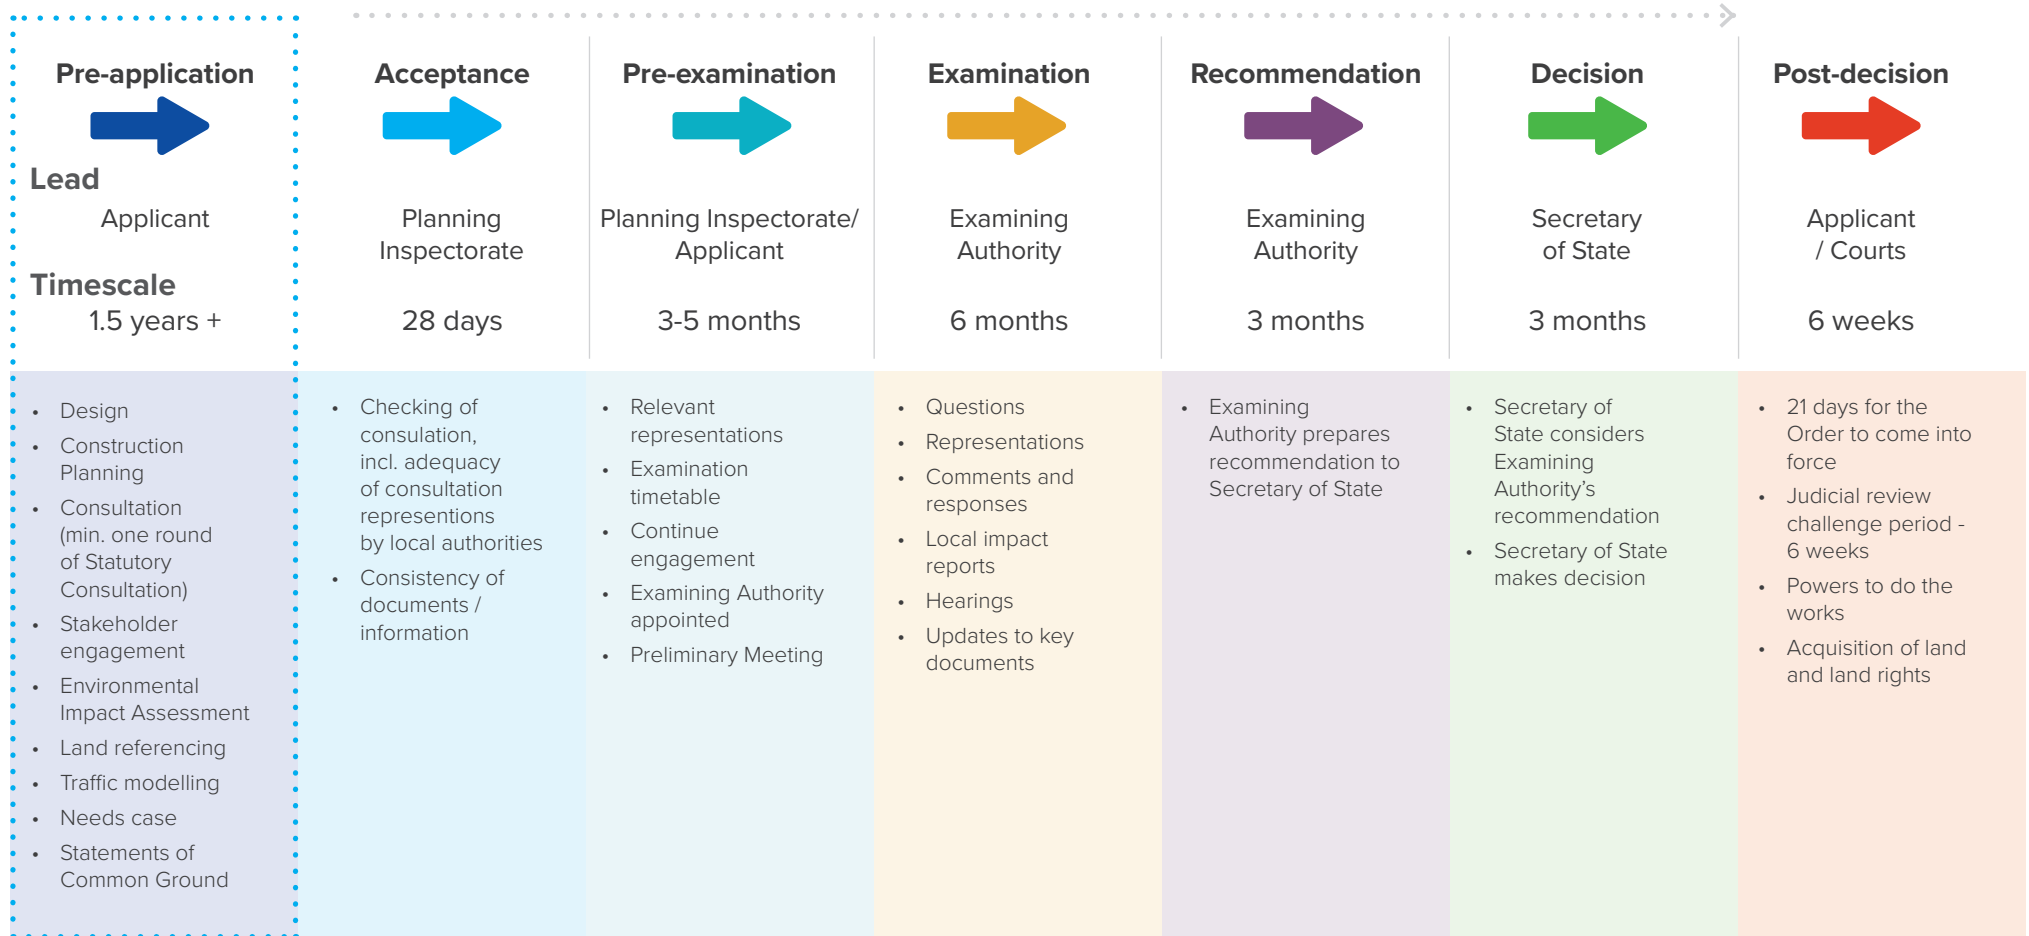 Pre-application
Lead
Applicant
Timescale
1.5 years +
• Design
• Construction
Planning
• Consultation
(min. one round
of Statutory
Consultation)
• Stakeholder
engagement
• Environmental
Impact Assessment
• Land referencing
• Traffic modelling
• Needs case
• Statements of
Common Ground
Acceptance
Planning
Inspectorate
28 days
• Checking of
consulation,
incl. adequacy
of consultation
representions
by local authorities
• Consistency of
documents /
information
Pre-examination
Planning Inspectorate/
Applicant
3-5 months
• Relevant
representations
• Examination
timetable
• Continue
engagement
• Examining Authority
appointed
• Preliminary Meeting
Examination
Examining
Authority
6 months
• Questions
• Representations
• Comments and
responses
• Local impact
reports
• Hearings
• Updates to key
documents
Recommendation
Examining
Authority
3 months
• Examining
Authority prepares
recommendation to
Secretary of State
Decision
Secretary
of State
3 months
• Secretary of
State considers
Examining
Authority's
recommendation
• Secretary of State
makes decision
Post-decision
Applicant
/ Courts
6 weeks
• 21 days for the
Order to come into
force
• Judicial review
challenge period -
6 weeks
• Powers to do the
works
• Acquisition of land
and land rights